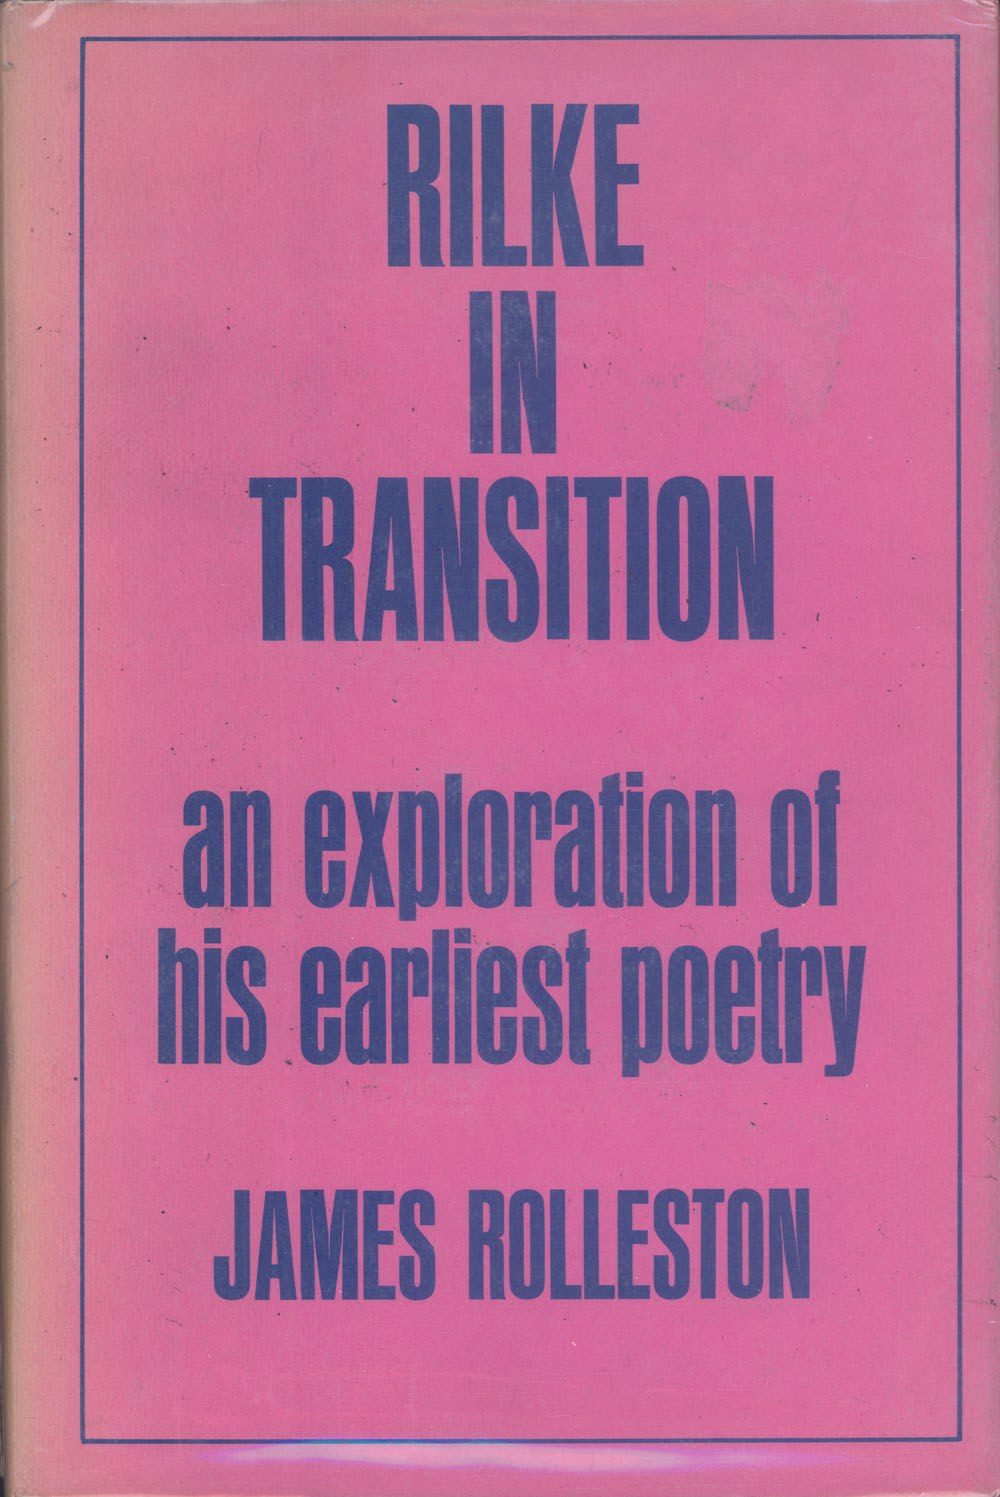 RILKE
IN
TRANSITION
an exploration of
his earliest poetry
JAMES ROLLESTON